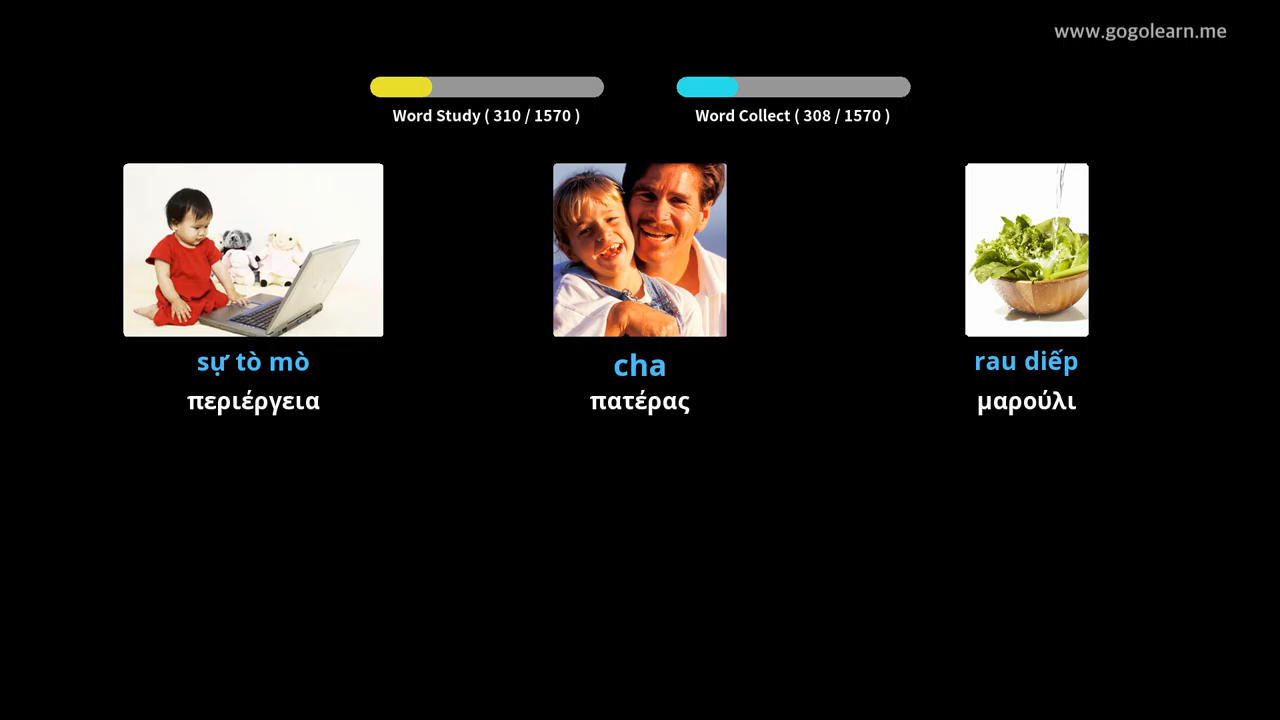 www.gogolearn.me
Word Study ( 310 / 1570 )
Word Collect ( 308 / 1570 )
sự tò mò
περιέργεια
cha
πατέρας
rau diếp
μαρούλι